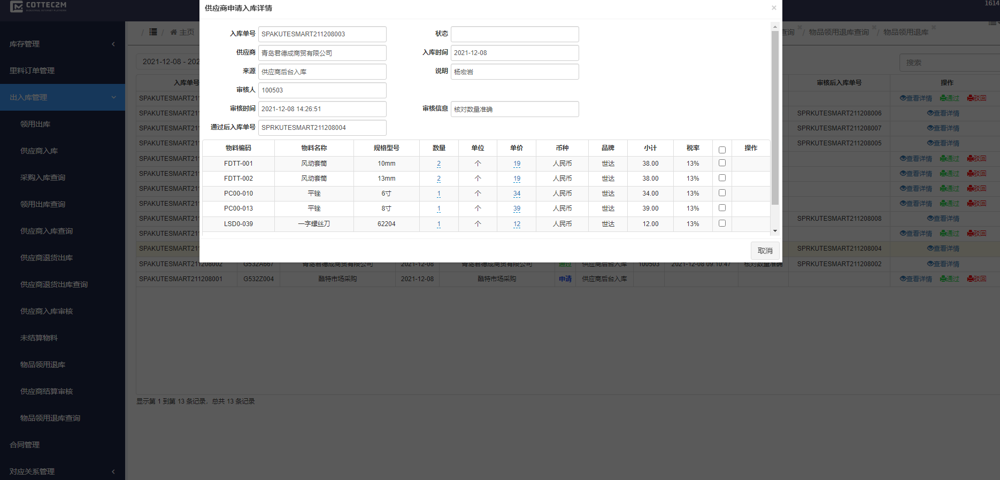 COTTEC2M
INDUSTRIAL INTERNET PLATFORM
1614
库存管理
里料订单管理
出入库管理
领用出库
供应商入库
采购入库查询
领用出库查询
供应商入库查询
供应商退货出库
供应商退货出库查询
供应商入库审核
未结算物料
物品领用退库
供应商结算审核
物品领用退库查询
合同管理
对应关系管理
/ / 主页
查询 / 物品领用退库查询 / 物品领用退库
2021-12-08 - 202
搜索
供应商申请入库详情 ×
入库单号 SPAKUTESMART211208003 状态
供应商 青岛君德成商贸有限公司 入库时间 2021-12-08
来源 供应商后台入库 说明 杨宏岩
审核人 100503
审核时间 2021-12-08 14:26:51 审核信息 核对数量准确
通过后入库单号 SPRKUTESMART211208004
物料编码 物料名称 规格型号 数量 单位 单价 币种 品牌 小计 税率 操作
FDTT-001 风动套筒 10mm 2 个 19 人民币 世达 38.00 13%
FDTT-002 风动套筒 13mm 2 个 19 人民币 世达 38.00 13%
PC00-010 平锉 6寸 1 个 34 人民币 世达 34.00 13%
PC00-013 平锉 8寸 1 个 39 人民币 世达 39.00 13%
LSD0-039 一字螺丝刀 62204 1 个 12 人民币 世达 12.00 13%
取消
入库单号 审核后入库单号 操作
SPAKUTESMART211 查看详情 通过 驳回
SPAKUTESMART211 SPRKUTESMART211208006 查看详情
SPAKUTESMART211 SPRKUTESMART211208007 查看详情
SPAKUTESMART211 SPRKUTESMART211208005 查看详情
SPAKUTESMART211 查看详情 通过 驳回
SPAKUTESMART211 查看详情 通过 驳回
SPAKUTESMART211 查看详情 通过 驳回
SPAKUTESMART211 查看详情 通过 驳回
SPAKUTESMART211 SPRKUTESMART211208008 查看详情
SPAKUTESMART211 查看详情 通过 驳回
SPAKUTESMART211 SPRKUTESMART211208004 查看详情
SPAKUTESMART211208002 G532A667 青岛君德成商贸有限公司 2021-12-08 青岛君德成商贸有限公司 通过 供应商后台入库 100503 2021-12-08 09:10:47 核对数量准确 SPRKUTESMART211208002 查看详情
SPAKUTESMART211208001 G532Z004 酷特市场采购 2021-12-08 酷特市场采购 申请 供应商后台入库 查看详情 通过 驳回
显示第 1 到第 13 条记录，总共 13 条记录